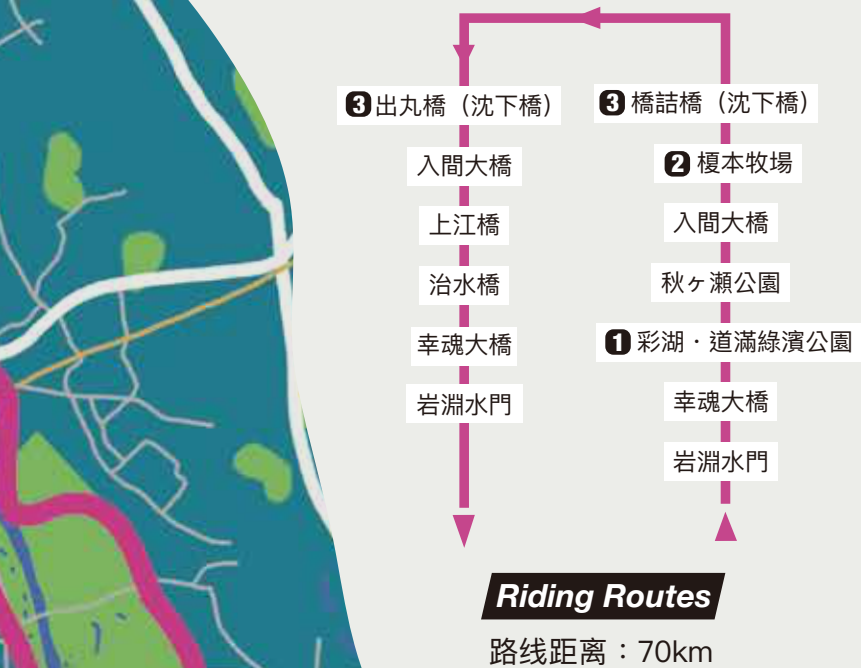 ❸出丸橋（沈下橋）
入間大橋
上江橋
治水橋
幸魂大橋
岩淵水門
❸ 橋詰橋（沈下橋）
❷ 榎本牧場
入間大橋
秋ヶ瀬公園
❶ 彩湖・道滿綠濱公園
幸魂大橋
岩淵水門
Riding Routes
路线距离：70km